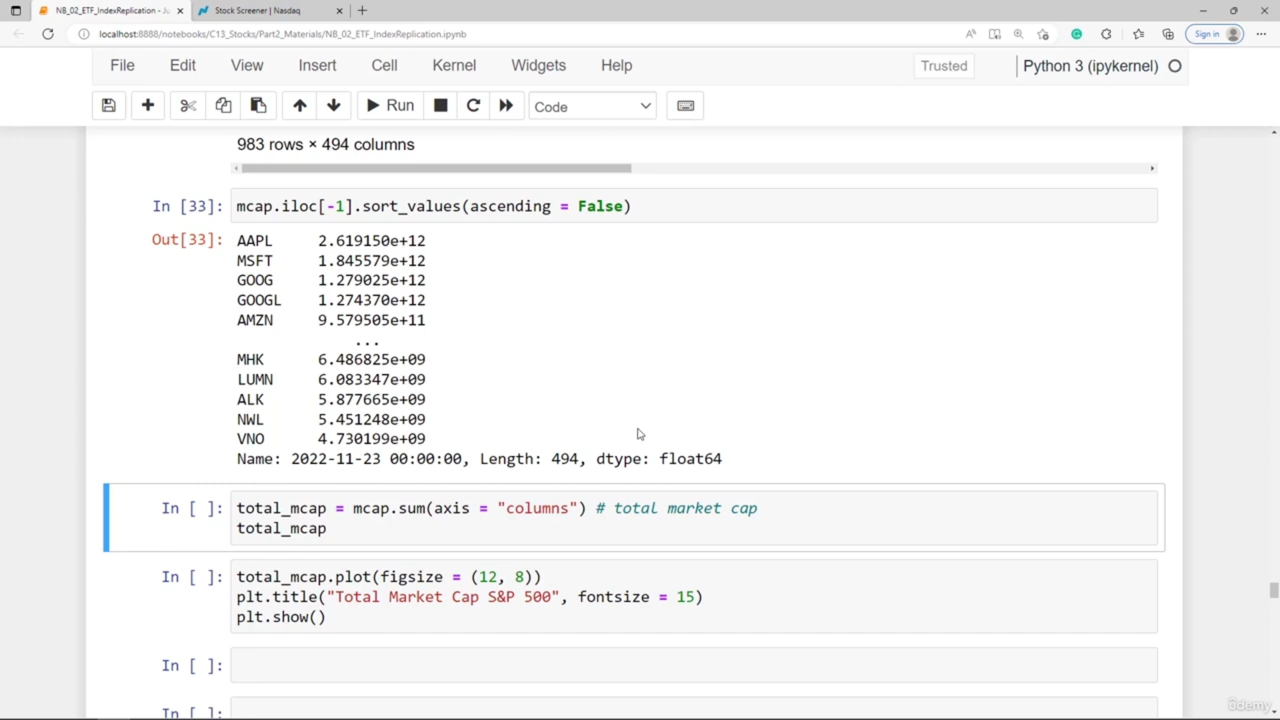 NB_02_ETF_IndexReplication - Ju
Stock Screener | Nasdaq
localhost:8888/notebooks/C13_Stocks/Part2_Materials/NB_02_ETF_IndexReplication.ipynb
Sign in
File Edit View Insert Cell Kernel Widgets Help Trusted Python 3 (ipykernel)
Run Code
983 rows × 494 columns
In [33]: mcap.iloc[-1].sort_values(ascending = False)
Out[33]: AAPL 2.619150e+12
MSFT 1.845579e+12
GOOG 1.279025e+12
GOOGL 1.274370e+12
AMZN 9.579505e+11
...
MHK 6.486825e+09
LUMN 6.083347e+09
ALK 5.877665e+09
NWL 5.451248e+09
VNO 4.730199e+09
Name: 2022-11-23 00:00:00, Length: 494, dtype: float64
In [ ]: total_mcap = mcap.sum(axis = "columns") # total market cap
total_mcap
In [ ]: total_mcap.plot(figsize = (12, 8))
plt.title("Total Market Cap S&P 500", fontsize = 15)
plt.show()
In [ ]:
In [ ]:
ûdemy